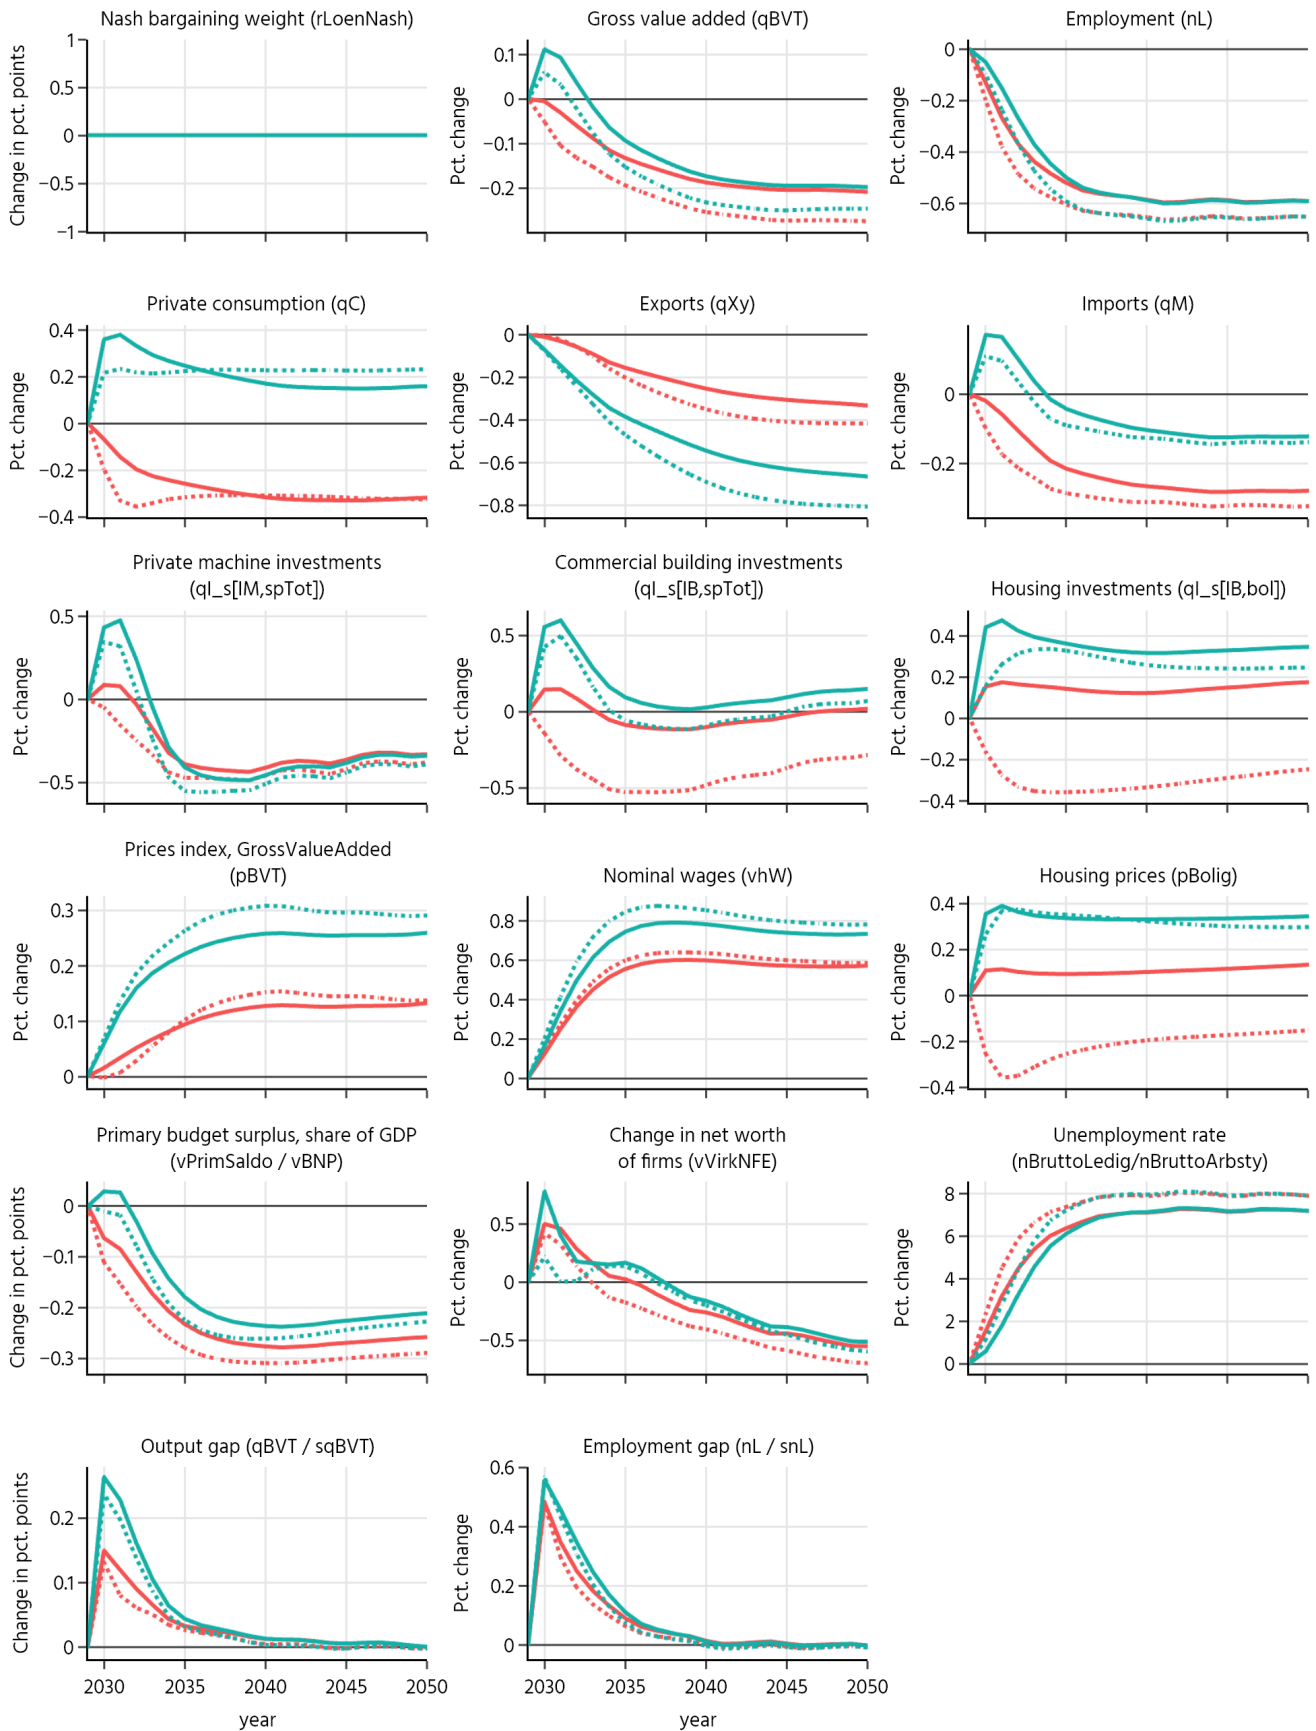 Nash bargaining weight (rLoenNash)
Change in pct. points
1
0.5
0
−0.5
−1
Gross value added (qBVT)
Pct. change
0.1
0
−0.1
−0.2
Employment (nL)
Pct. change
0
−0.2
−0.4
−0.6
Private consumption (qC)
Pct. change
0.4
0.2
0
−0.2
−0.4
Exports (qXy)
Pct. change
0
−0.2
−0.4
−0.6
−0.8
Imports (qM)
Pct. change
0
−0.2
Private machine investments
(qI_s[IM,spTot])
Pct. change
0.5
0
−0.5
Commercial building investments
(qI_s[IB,spTot])
Pct. change
0.5
0
−0.5
Housing investments (qI_s[IB,bol])
Pct. change
0.4
0.2
0
−0.2
−0.4
Prices index, GrossValueAdded
(pBVT)
Pct. change
0.3
0.2
0.1
0
Nominal wages (vhW)
Pct. change
0.8
0.6
0.4
0.2
0
Housing prices (pBolig)
Pct. change
0.4
0.2
0
−0.2
−0.4
Primary budget surplus, share of GDP
(vPrimSaldo / vBNP)
Change in pct. points
0
−0.1
−0.2
−0.3
Change in net worth
of firms (vVirkNFE)
Pct. change
0.5
0
−0.5
Unemployment rate
(nBruttoLedig/nBruttoArbsty)
Pct. change
8
6
4
2
0
Output gap (qBVT / sqBVT)
Change in pct. points
0.2
0.1
0
2030 2035 2040 2045 2050
year
Employment gap (nL / snL)
Pct. change
0.6
0.4
0.2
0
2030 2035 2040 2045 2050
year